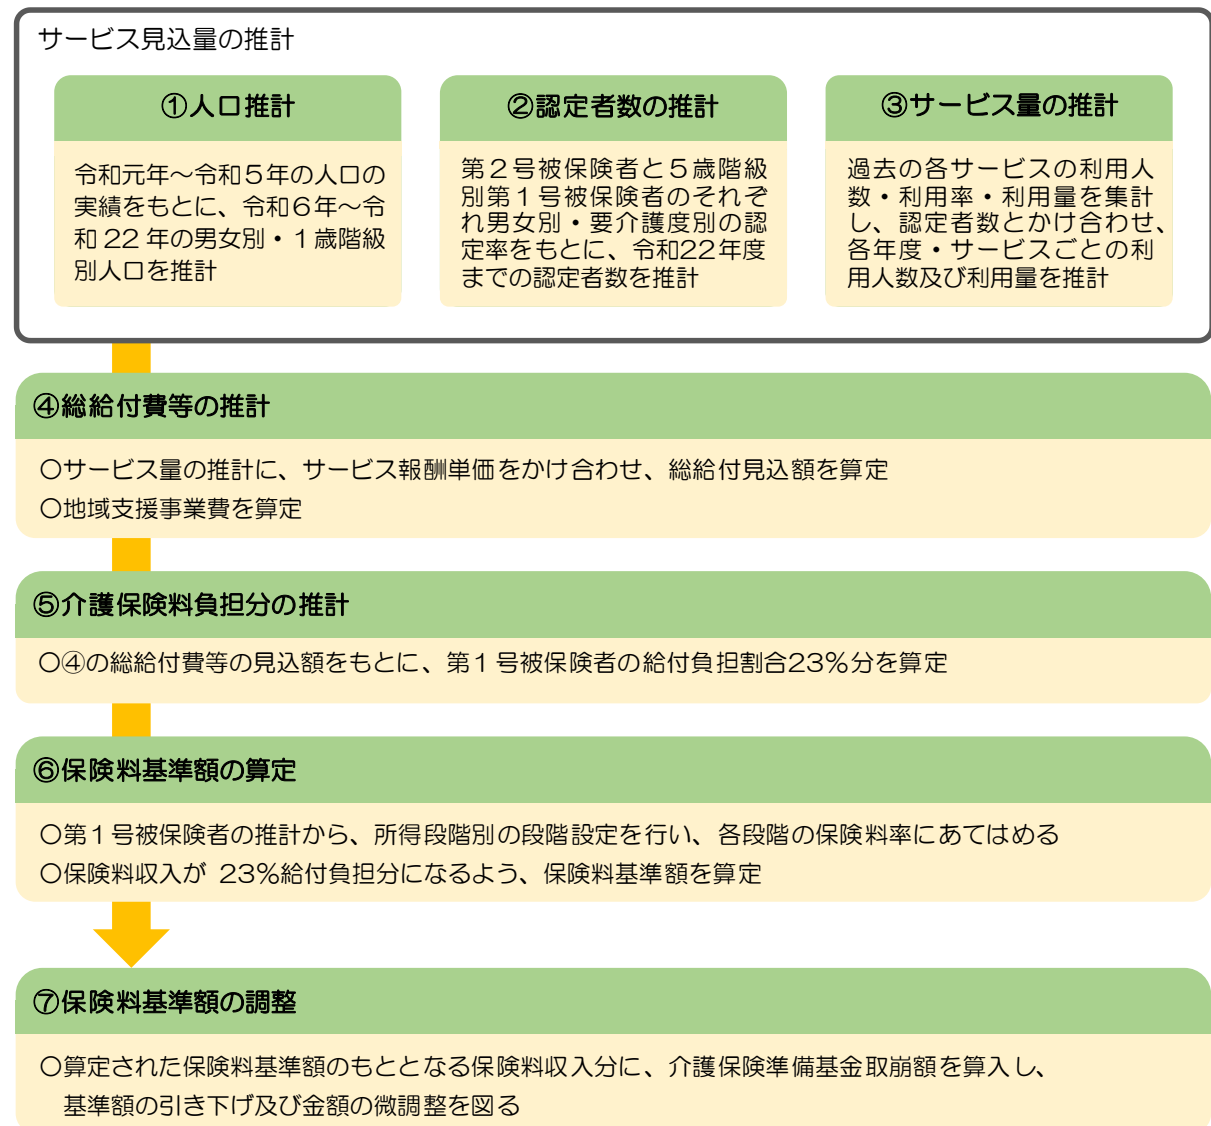 サービス見込量の推計
①人口推計
令和元年～令和５年の人口の
実績をもとに、令和６年～令
和 22 年の男女別・１歳階級
別人口を推計
②認定者数の推計
第２号被保険者と５歳階級
別第１号被保険者のそれぞ
れ男女別・要介護度別の認
定率をもとに、令和22年度
までの認定者数を推計
③サービス量の推計
過去の各サービスの利用人
数・利用率・利用量を集計
し、認定者数とかけ合わせ、
各年度・サービスごとの利
用人数及び利用量を推計
④総給付費等の推計
〇サービス量の推計に、サービス報酬単価をかけ合わせ、総給付見込額を算定
〇地域支援事業費を算定
⑤介護保険料負担分の推計
〇④の総給付費等の見込額をもとに、第１号被保険者の給付負担割合23％分を算定
⑥保険料基準額の算定
〇第１号被保険者の推計から、所得段階別の段階設定を行い、各段階の保険料率にあてはめる
〇保険料収入が 23％給付負担分になるよう、保険料基準額を算定
⑦保険料基準額の調整
〇算定された保険料基準額のもととなる保険料収入分に、介護保険準備基金取崩額を算入し、
基準額の引き下げ及び金額の微調整を図る